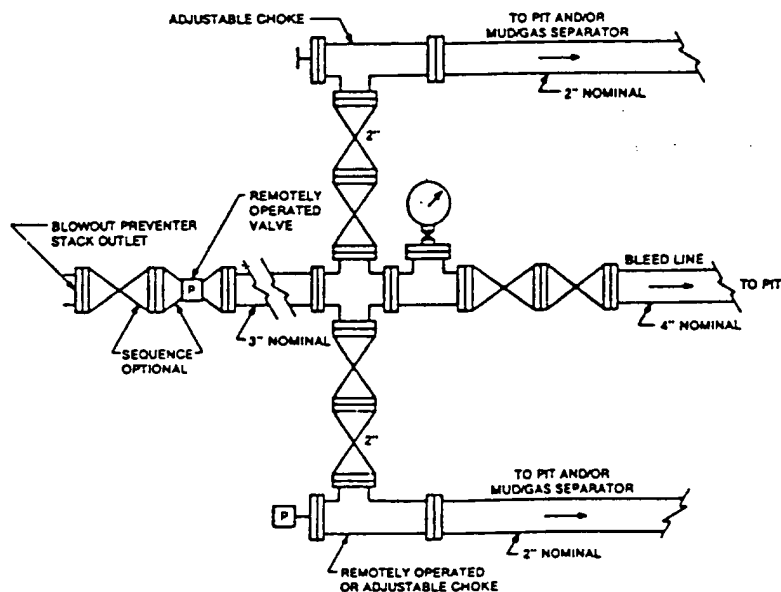 ADJUSTABLE CHOKE
TO PIT AND/OR
MUD/GAS SEPARATOR
2" NOMINAL
2"
REMOTELY
OPERATED
VALVE
BLOWOUT PREVENTER
STACK OUTLET
P
SEQUENCE
OPTIONAL
3" NOMINAL
BLEED LINE
TO PIT
4" NOMINAL
2"
TO PIT AND/OR
MUD/GAS SEPARATOR
P
2" NOMINAL
REMOTELY OPERATED
OR ADJUSTABLE CHOKE